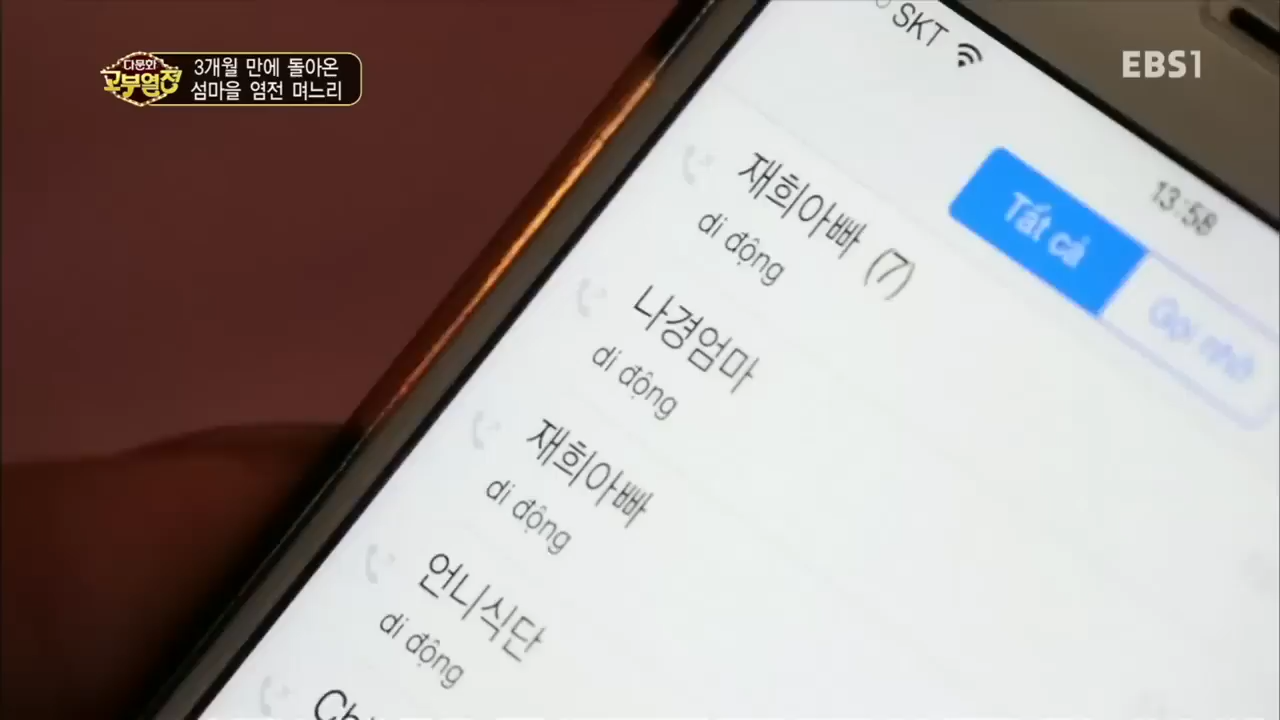 다문화
고부열전
3개월 만에 돌아온
섬마을 염전 며느리
EBS1
SKT
13:58
Tất cả
Gọi nhỡ
재희아빠 (7)
di động
나경엄마
di động
재희아빠
di động
언니식단
di động